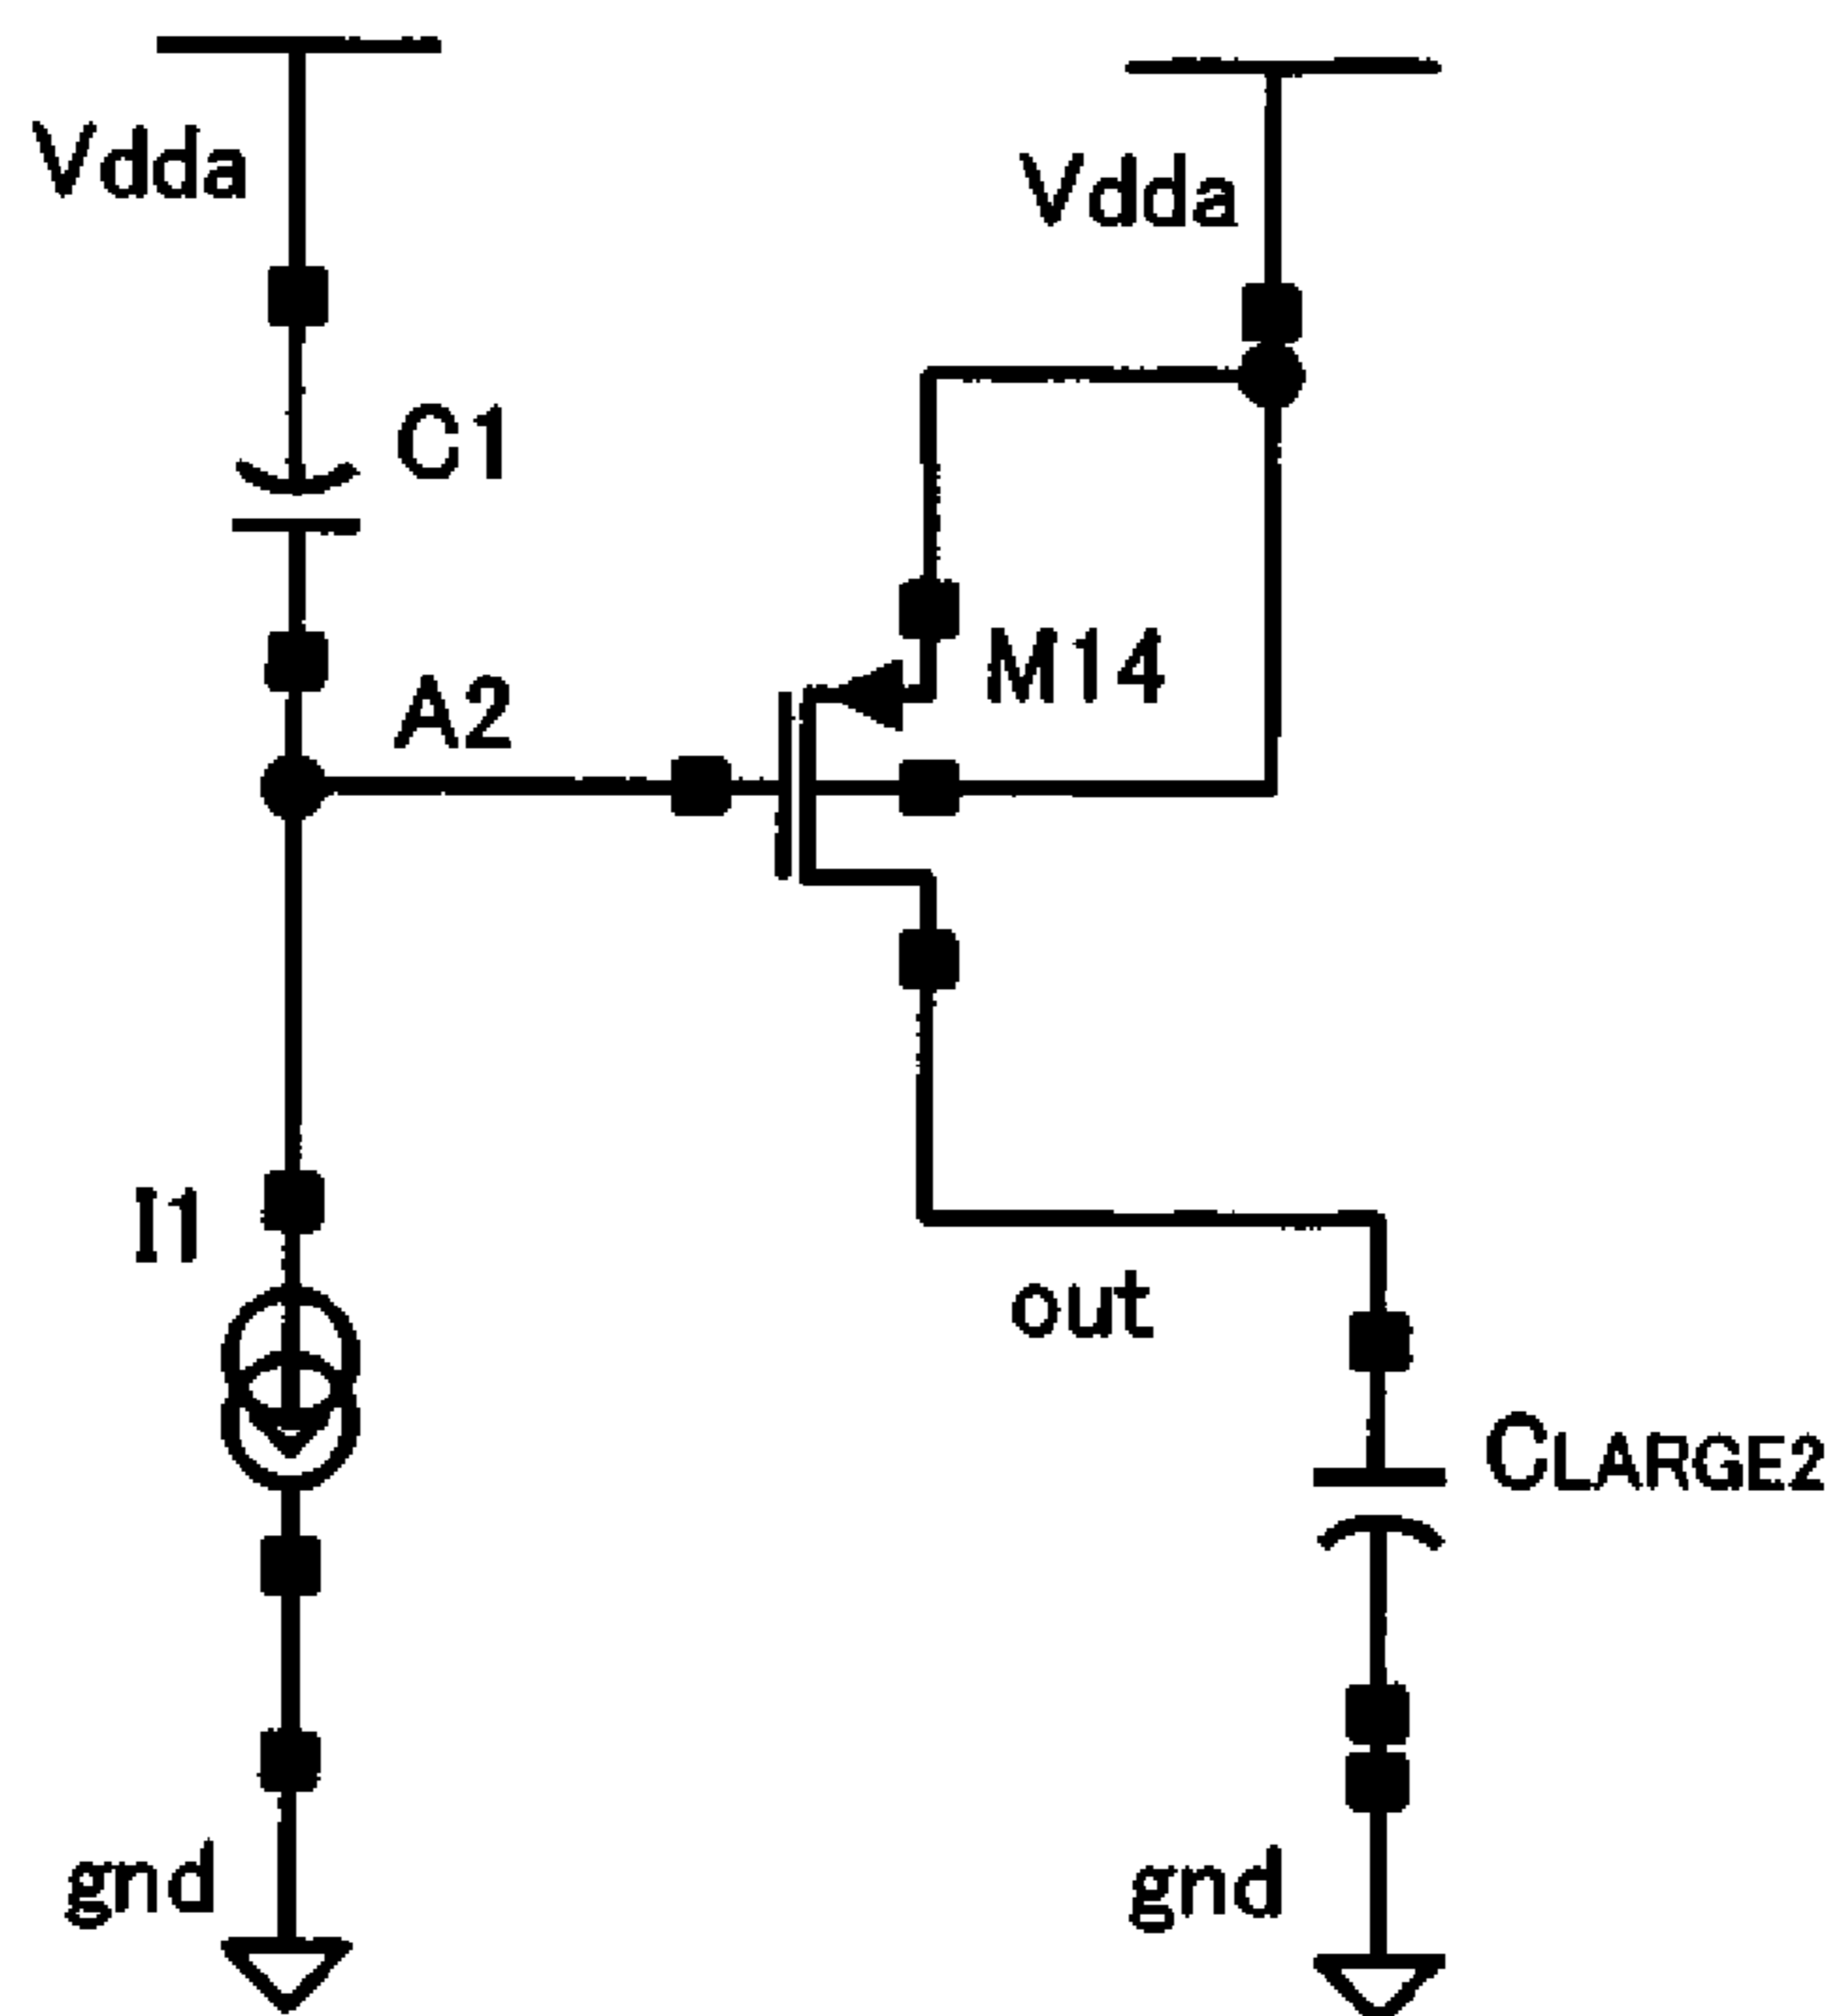 Vdda
Vdda
C1
M14
A2
I1
out
CLARGE2
gnd
gnd